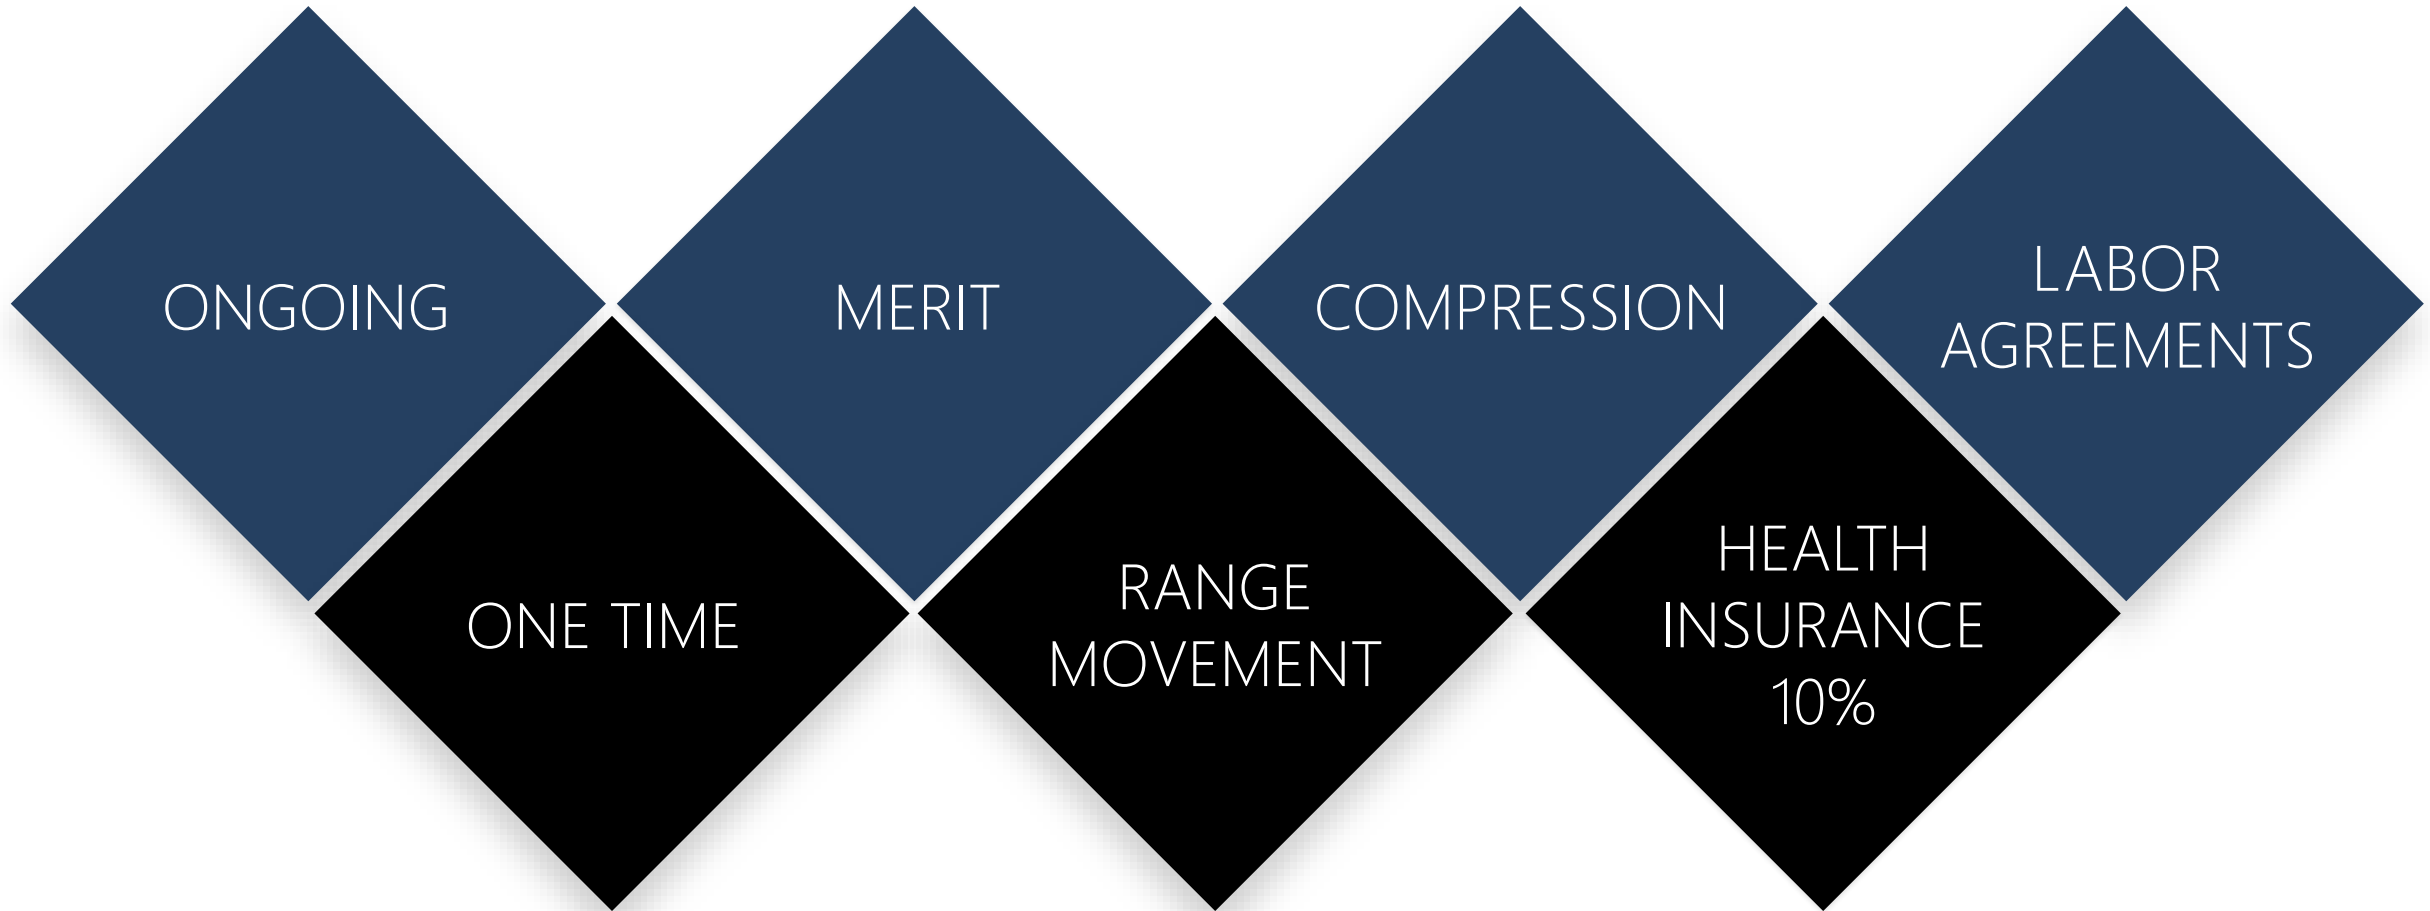 ONGOING
MERIT
COMPRESSION
LABOR
AGREEMENTS
ONE TIME
RANGE
MOVEMENT
HEALTH
INSURANCE
10%